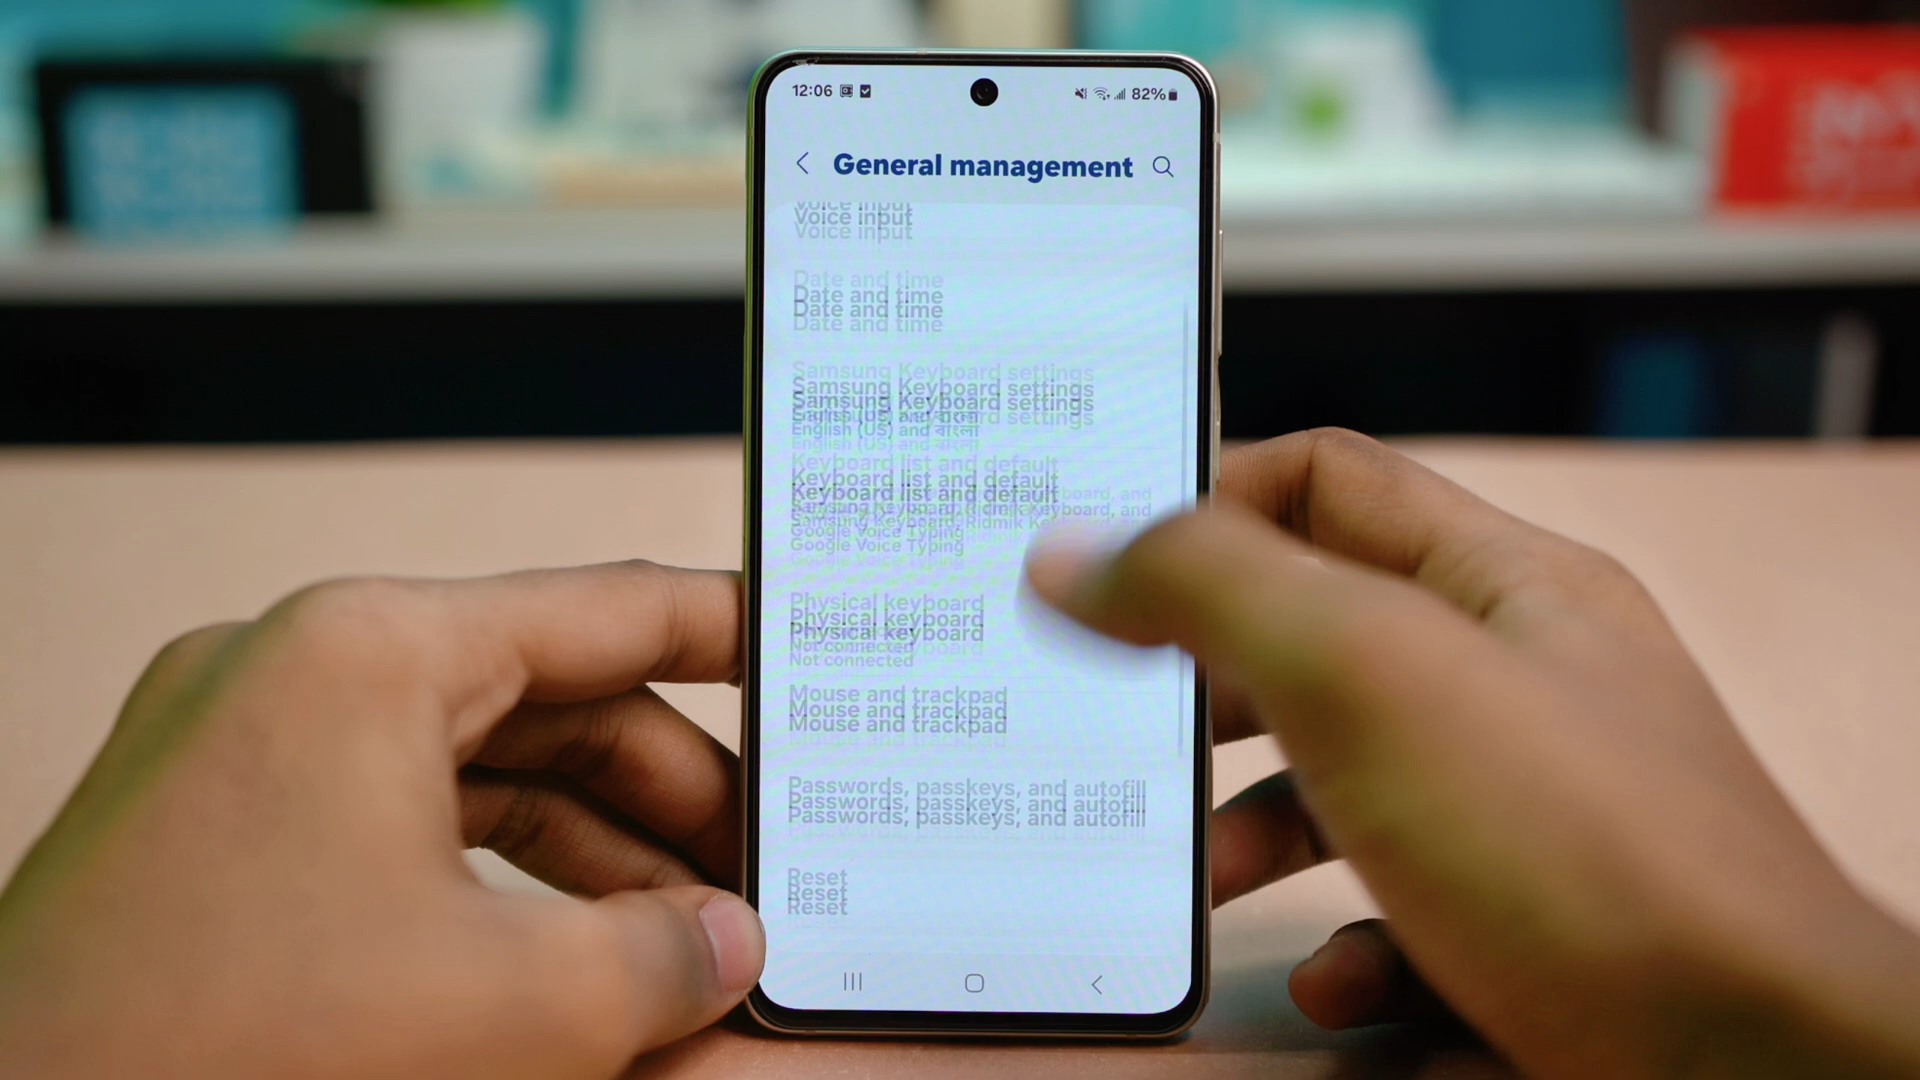 12:06
82%
General management
Voice input
Date and time
Samsung Keyboard settings
English (US) and বাংলা
Keyboard list and default
Samsung Keyboard, Ridmik Keyboard, and
Google Voice Typing
Physical keyboard
Not connected
Mouse and trackpad
Passwords, passkeys, and autofill
Reset